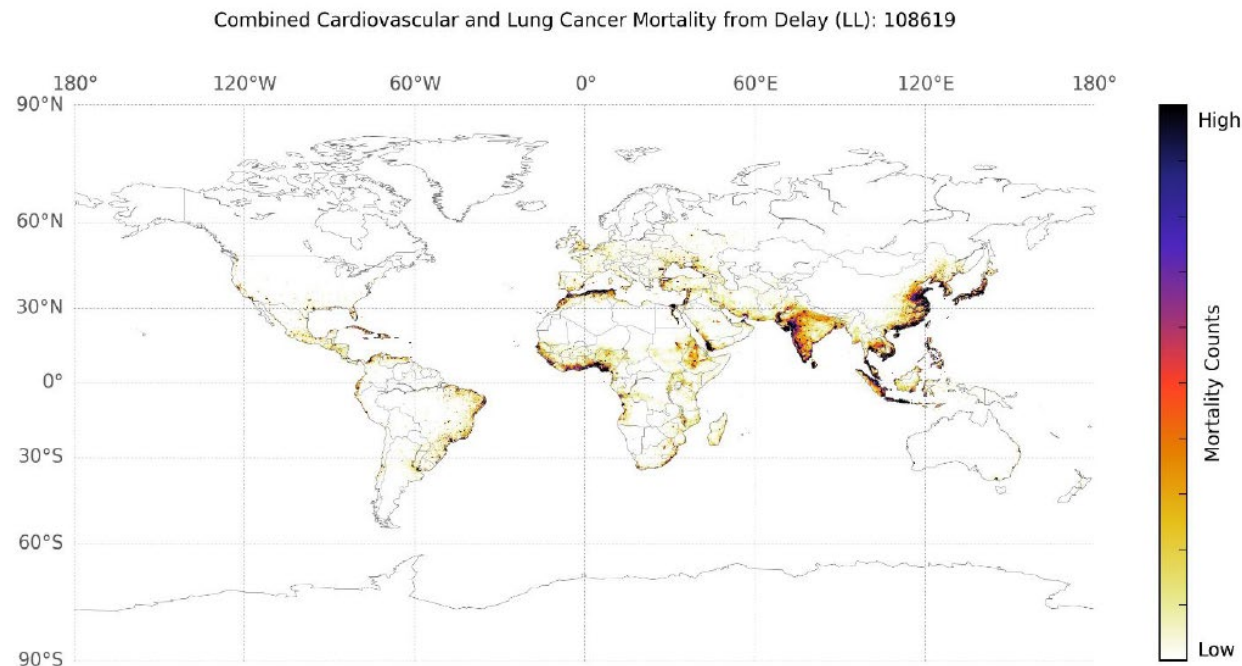 Combined Cardiovascular and Lung Cancer Mortality from Delay (LL): 108619
180° 120°W 60°W 0° 60°E 120°E 180°
90°N
High
60°N
30°N
0°
Mortality Counts
30°S
60°S
90°S
Low